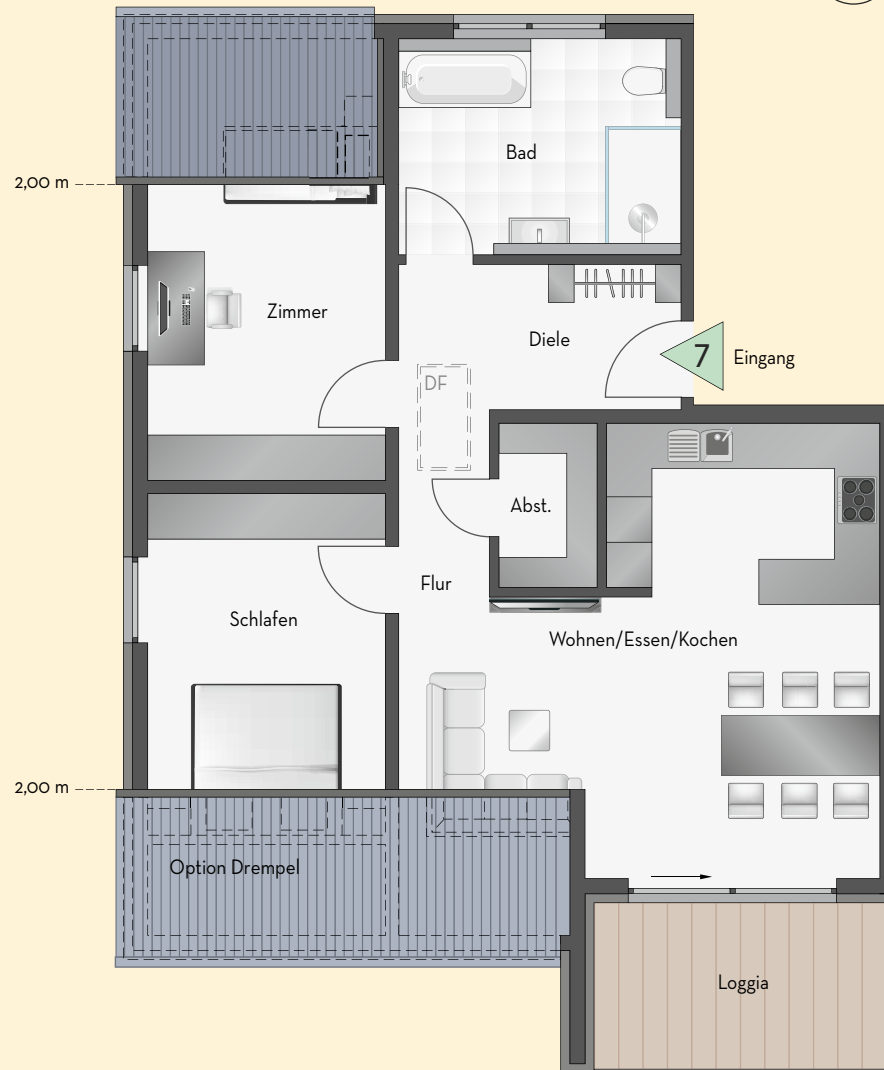 Bad
2,00 m
Zimmer
Diele
7
Eingang
DF
Abst.
Flur
Schlafen
Wohnen/Essen/Kochen
2,00 m
Option Drempel
Loggia